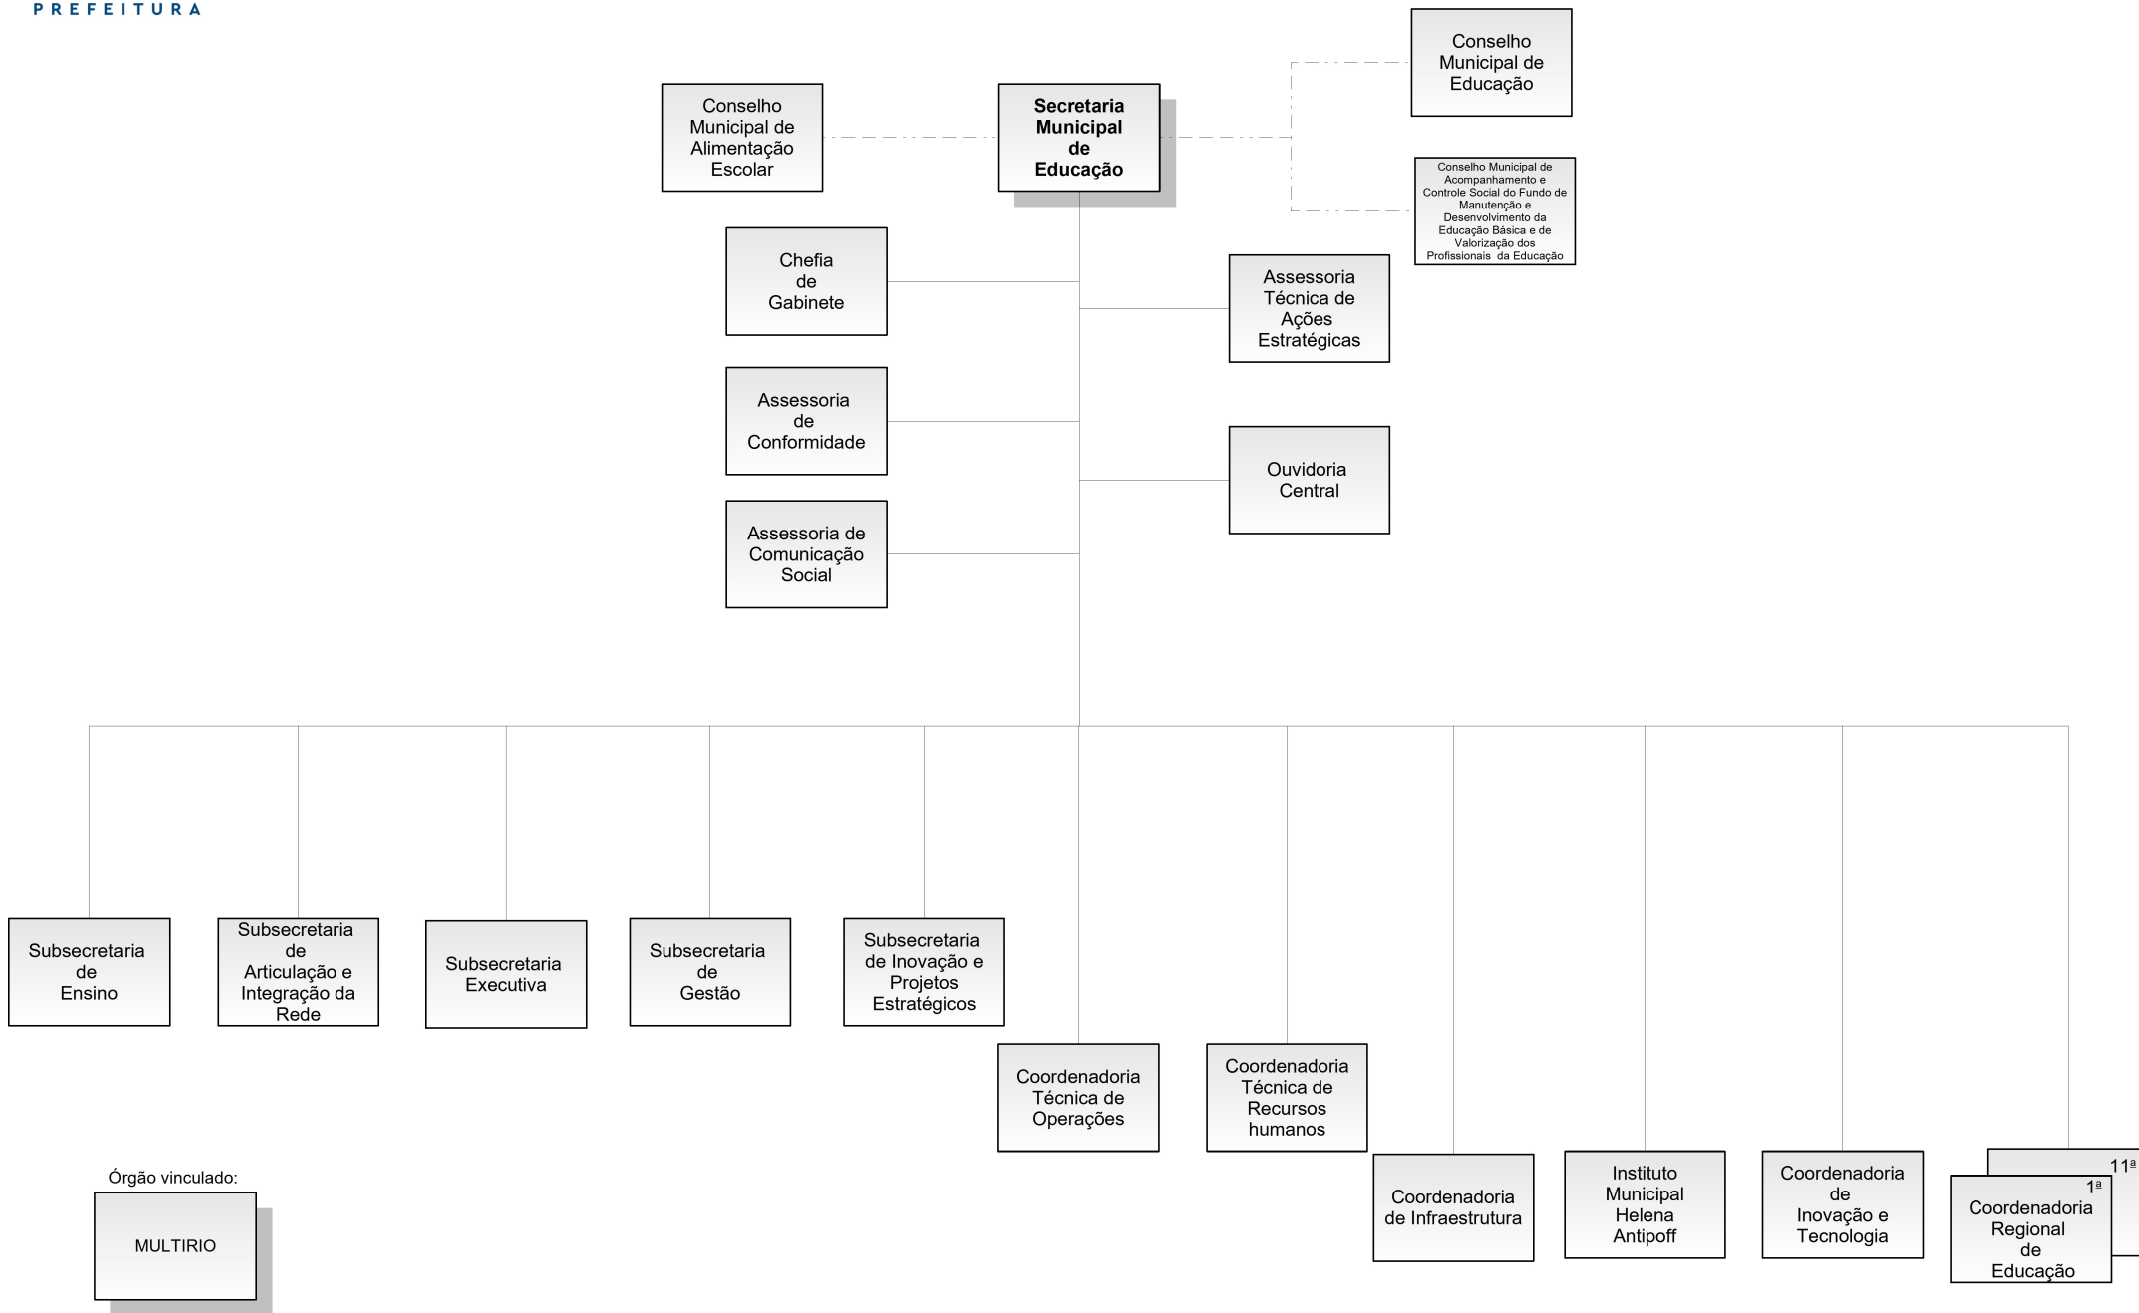 PREFEITURA
Conselho
Municipal de
Educação
Conselho
Municipal de
Alimentação
Escolar
Secretaria
Municipal
de
Educação
Conselho Municipal de
Acompanhamento e
Controle Social do Fundo de
Manutenção e
Desenvolvimento da
Educação Básica e de
Valorização dos
Profissionais da Educação
Chefia
de
Gabinete
Assessoria
Técnica de
Ações
Estratégicas
Assessoria
de
Conformidade
Ouvidoria
Central
Assessoria de
Comunicação
Social
Subsecretaria
de
Ensino
Subsecretaria
de
Articulação e
Integração da
Rede
Subsecretaria
Executiva
Subsecretaria
de
Gestão
Subsecretaria
de Inovação e
Projetos
Estratégicos
Coordenadoria
Técnica de
Operações
Coordenadoria
Técnica de
Recursos
humanos
Coordenadoria
de Infraestrutura
Instituto
Municipal
Helena
Antipoff
Coordenadoria
de
Inovação e
Tecnologia
11ª
1ª
Coordenadoria
Regional
de
Educação
Órgão vinculado:
MULTIRIO